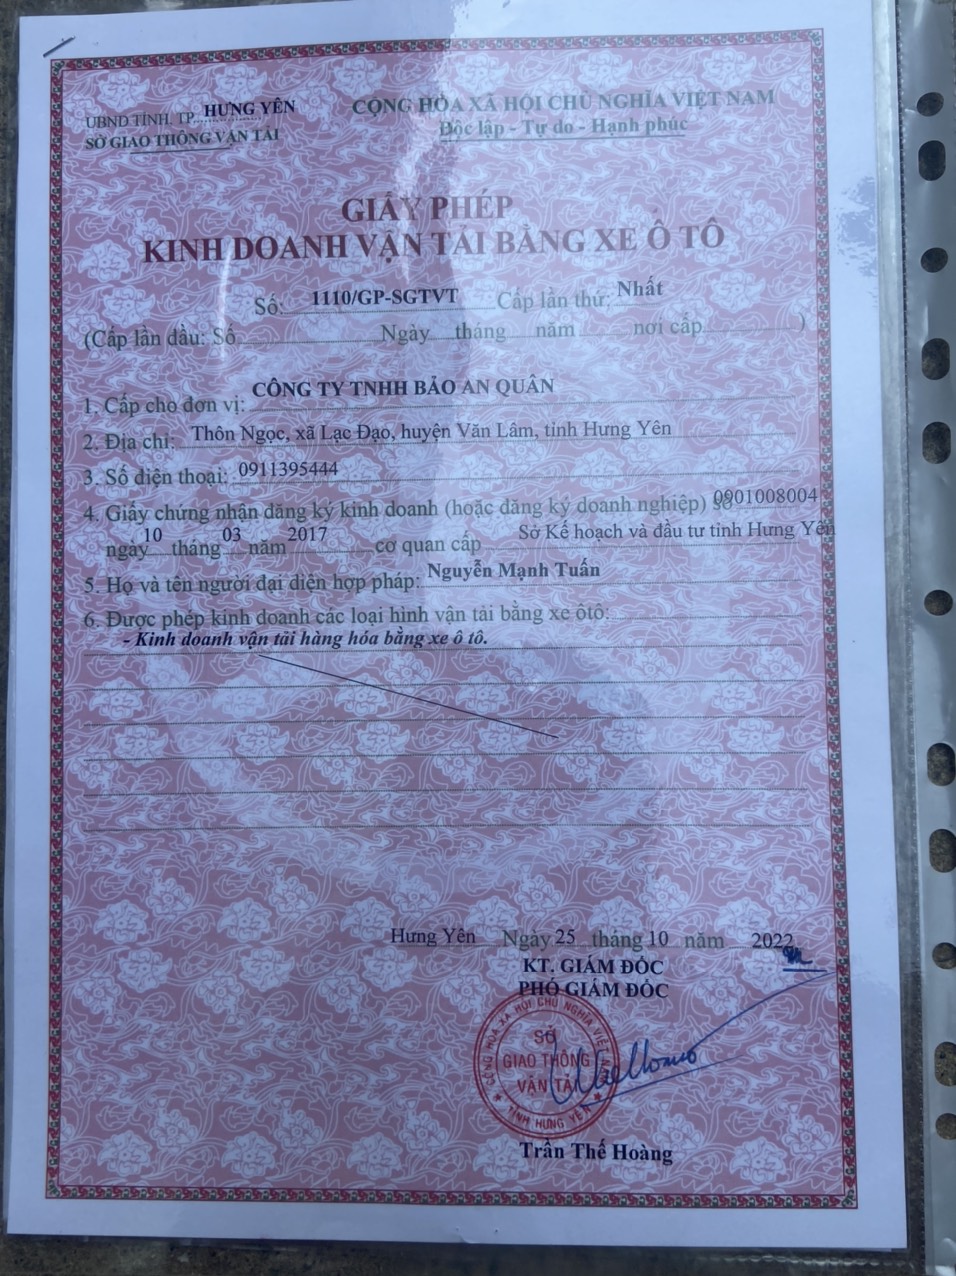 UBND TỈNH, TP. HƯNG YÊN
SỞ GIAO THÔNG VẬN TẢI
CỘNG HÒA XÃ HỘI CHỦ NGHĨA VIỆT NAM
Độc lập - Tự do - Hạnh phúc
GIẤY PHÉP
KINH DOANH VẬN TẢI BẰNG XE Ô TÔ
Số: 1110/GP-SGTVT Cấp lần thứ: Nhất
(Cấp lần đầu: Số Ngày tháng năm nơi cấp )
1. Cấp cho đơn vị: CÔNG TY TNHH BẢO AN QUÂN
2. Địa chỉ: Thôn Ngọc, xã Lạc Đạo, huyện Văn Lâm, tỉnh Hưng Yên
3. Số điện thoại: 0911395444
4. Giấy chứng nhận đăng ký kinh doanh (hoặc đăng ký doanh nghiệp) số 0901008004
ngày 10 tháng 03 năm 2017 cơ quan cấp Sở Kế hoạch và đầu tư tỉnh Hưng Yên
5. Họ và tên người đại diện hợp pháp: Nguyễn Mạnh Tuấn
6. Được phép kinh doanh các loại hình vận tải bằng xe ôtô:
- Kinh doanh vận tải hàng hóa bằng xe ô tô.
Hưng Yên Ngày 25 tháng 10 năm 2022
KT. GIÁM ĐỐC
PHÓ GIÁM ĐỐC
CỘNG HÒA XÃ HỘI CHỦ NGHĨA VIỆT NAM
SỞ
GIAO THÔNG
VẬN TẢI
TỈNH HƯNG YÊN
Trần Thế Hoàng